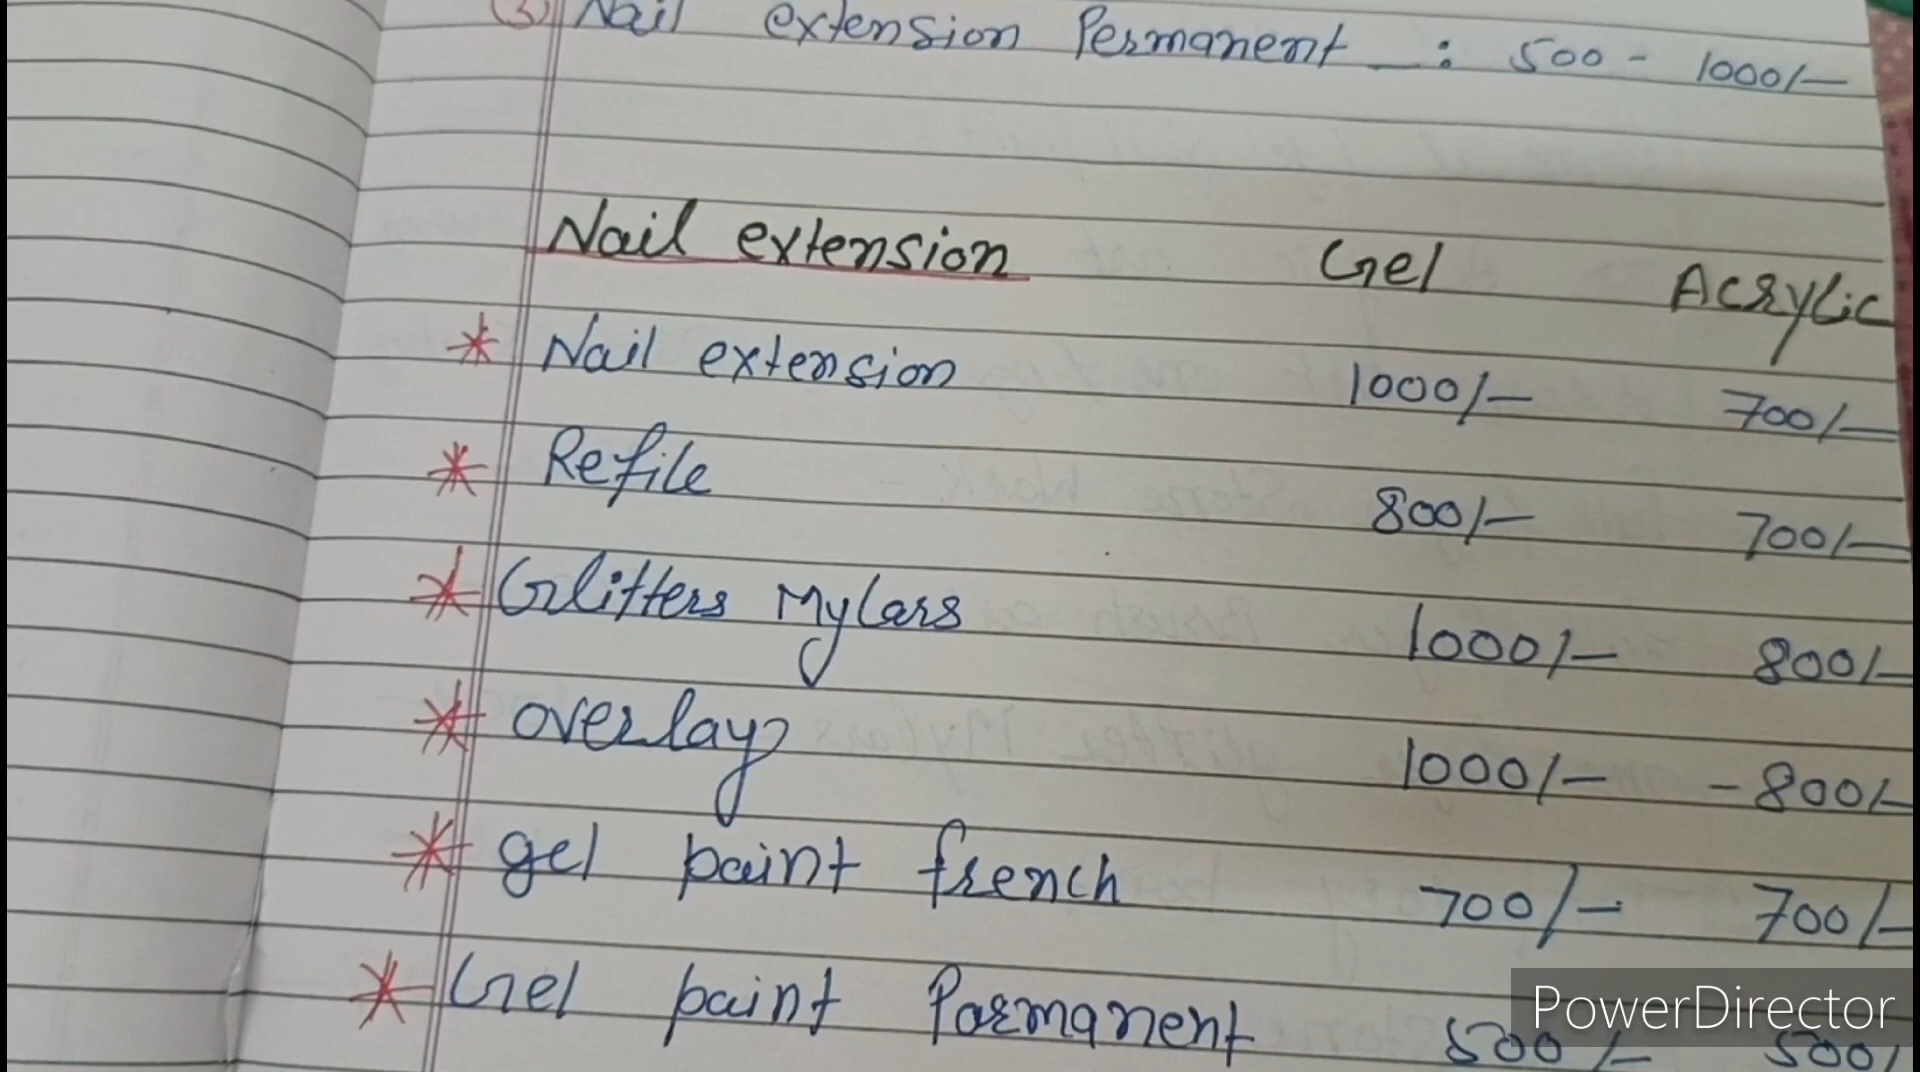 (3) Nail extension Permanent - : 500 - 1000/-
Nail extension Gel Acrylic
* Nail extension 1000/- 700/-
* Refile 800/- 700/-
* Glitters Mylars 1000/- 800/-
* overlay 1000/- - 800/-
* gel paint french 700/- 700/-
* Gel paint Parmanent 500/- 500/
PowerDirector